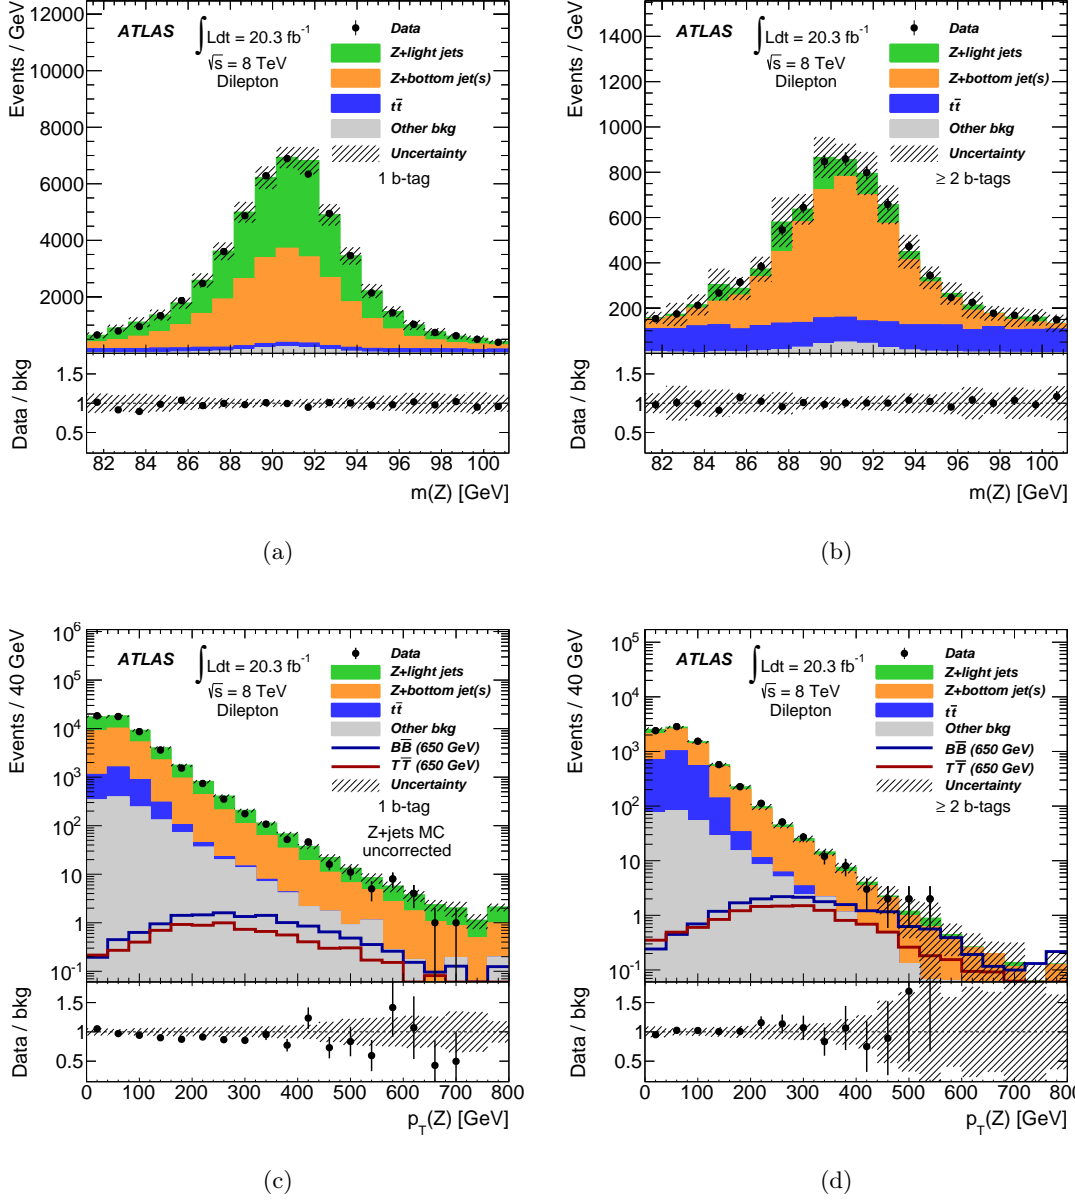 Events / GeV
12000
10000
8000
6000
4000
2000
ATLAS
∫ Ldt = 20.3 fb⁻¹
√s = 8 TeV
Dilepton
Data
Z+light jets
Z+bottom jet(s)
tt̄
Other bkg
Uncertainty
1 b-tag
Data / bkg
1.5
1
0.5
82 84 86 88 90 92 94 96 98 100
m(Z) [GeV]
(a)
Events / GeV
1400
1200
1000
800
600
400
200
ATLAS
∫ Ldt = 20.3 fb⁻¹
√s = 8 TeV
Dilepton
Data
Z+light jets
Z+bottom jet(s)
tt̄
Other bkg
Uncertainty
≥ 2 b-tags
Data / bkg
1.5
1
0.5
82 84 86 88 90 92 94 96 98 100
m(Z) [GeV]
(b)
Events / 40 GeV
10⁶
10⁵
10⁴
10³
10²
10
1
10⁻¹
ATLAS
∫ Ldt = 20.3 fb⁻¹
√s = 8 TeV
Dilepton
Data
Z+light jets
Z+bottom jet(s)
tt̄
Other bkg
BB̄ (650 GeV)
TT̄ (650 GeV)
Uncertainty
1 b-tag
Z+jets MC
uncorrected
Data / bkg
1.5
1
0.5
0 100 200 300 400 500 600 700 800
p_T(Z) [GeV]
(c)
Events / 40 GeV
10⁵
10⁴
10³
10²
10
1
10⁻¹
ATLAS
∫ Ldt = 20.3 fb⁻¹
√s = 8 TeV
Dilepton
Data
Z+light jets
Z+bottom jet(s)
tt̄
Other bkg
BB̄ (650 GeV)
TT̄ (650 GeV)
Uncertainty
≥ 2 b-tags
Data / bkg
1.5
1
0.5
0 100 200 300 400 500 600 700 800
p_T(Z) [GeV]
(d)